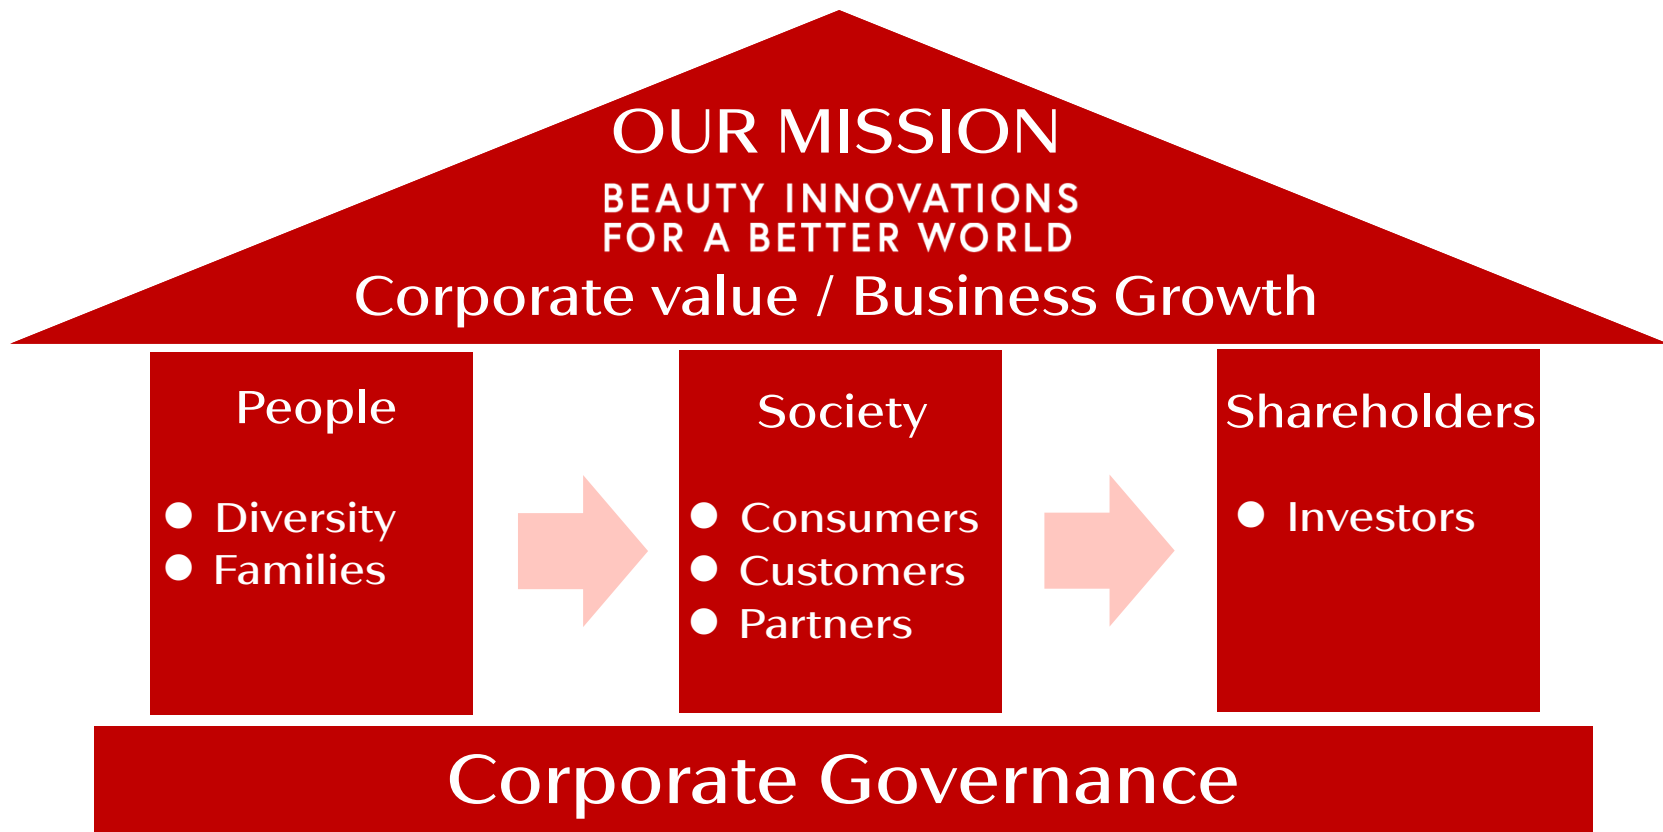 OUR MISSION
BEAUTY INNOVATIONS
FOR A BETTER WORLD
Corporate value / Business Growth
People
● Diversity
● Families
Society
● Consumers
● Customers
● Partners
Shareholders
● Investors
Corporate Governance